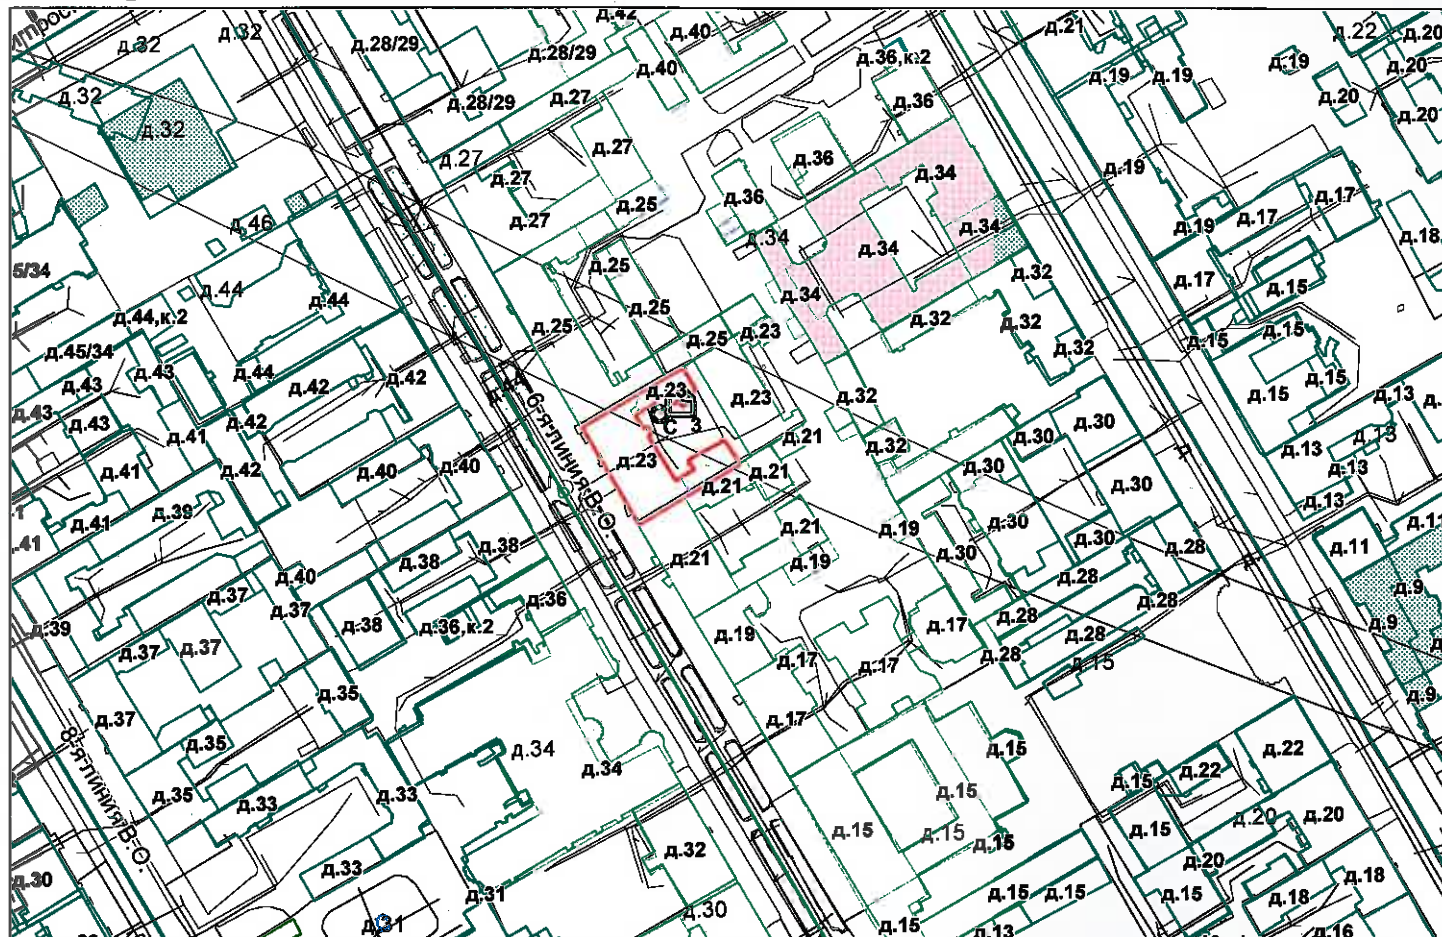 д.42
д.32
д.32
д.28/29
д.28/29
д.40
д.36,к.2
д.21
д.22
д.20
д.40
д.19
д.19
д.19
д.20
д.32
д.28/29
д.27
д.36
д.20
д.20
д.32
д.27
д.27
д.36
д.34
д.19
д.27
д.25
д.36
д.17
д.46
д.27
д.34
д.34
д.19
д.17
д.18
5/34
д.25
д.34
д.32
д.17
д.44
д.44
д.25
д.34
д.15
д.44,к.2
д.25
д.25
д.23
д.32
д.32
д.15
д.15
д.45/34
д.43
д.44
д.42
д.42
д.32
д.43
д.23
д.23
д.32
д.15
д.15
д.13
д.43
д.43
д.42
6-я линия В.О.
С 3
д.30
д.30
д.41
д.21
д.32
д.13
д.13
д.41
д.42
д.40
д.40
д.23
д.21
д.21
д.30
д.30
д.13
д.13
д.41
д.39
д.21
д.19
д.30
д.11
.41
д.38
д.38
д.21
д.19
д.30
д.30
д.28
д.11
д.40
д.37
д.37
д.36
д.28
д.28
д.9
д.39
д.37
д.37
д.38
д.36,к.2
д.19
д.17
д.28
д.28
д.9
д.35
д.17
д.17
д.28
д.15
д.9
д.37
8-я линия В.О.
д.35
д.34
д.34
д.17
д.15
д.22
д.35
д.33
д.33
д.15
д.15
д.22
д.20
д.15
д.15
д.15
д.15
д.20
д.30
д.33
д.32
д.20
д.31
д.31
д.30
д.15
д.15
д.15
д.18
д.18
д.15
д.13
д.16